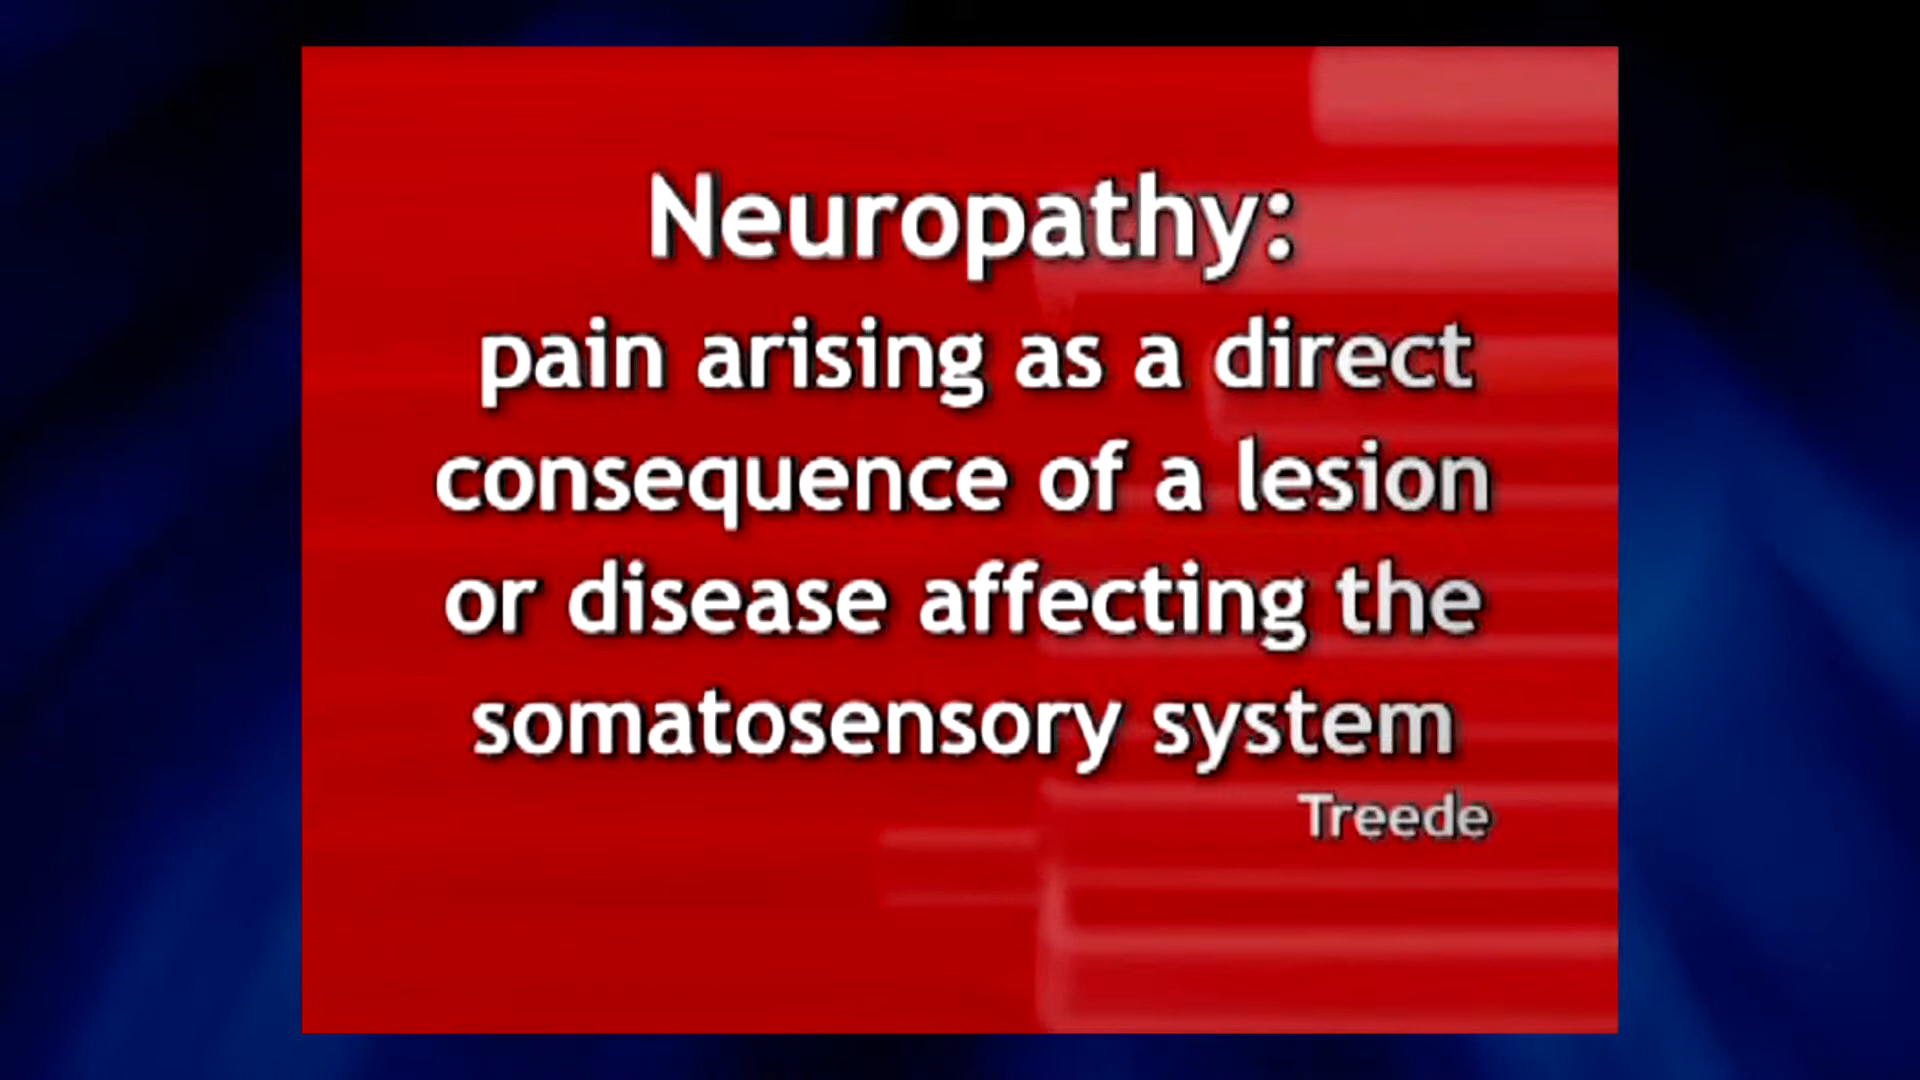 Neuropathy:
pain arising as a direct
consequence of a lesion
or disease affecting the
somatosensory system
Treede